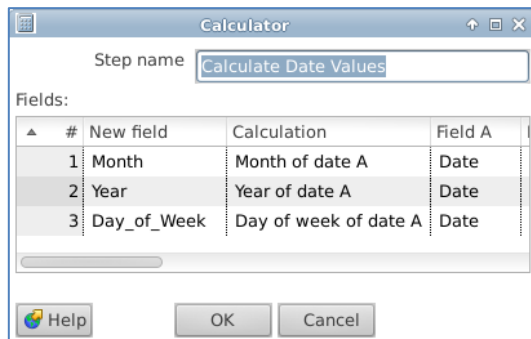 Calculator
Step name Calculate Date Values
Fields:
# New field Calculation Field A
1 Month Month of date A Date
2 Year Year of date A Date
3 Day_of_Week Day of week of date A Date
Help OK Cancel